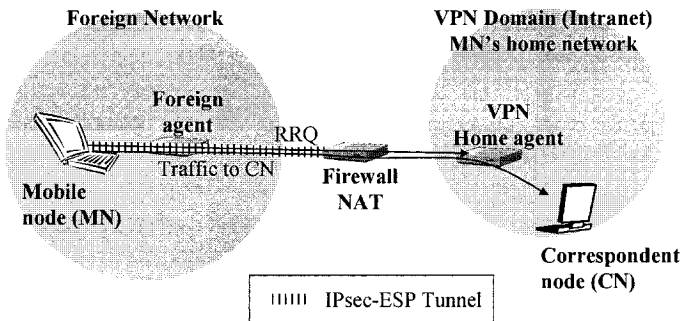 Foreign Network
VPN Domain (Intranet)
MN's home network
Foreign
agent
RRQ
VPN
Home agent
Traffic to CN
Firewall
NAT
Mobile
node (MN)
Correspondent
node (CN)
IPsec-ESP Tunnel